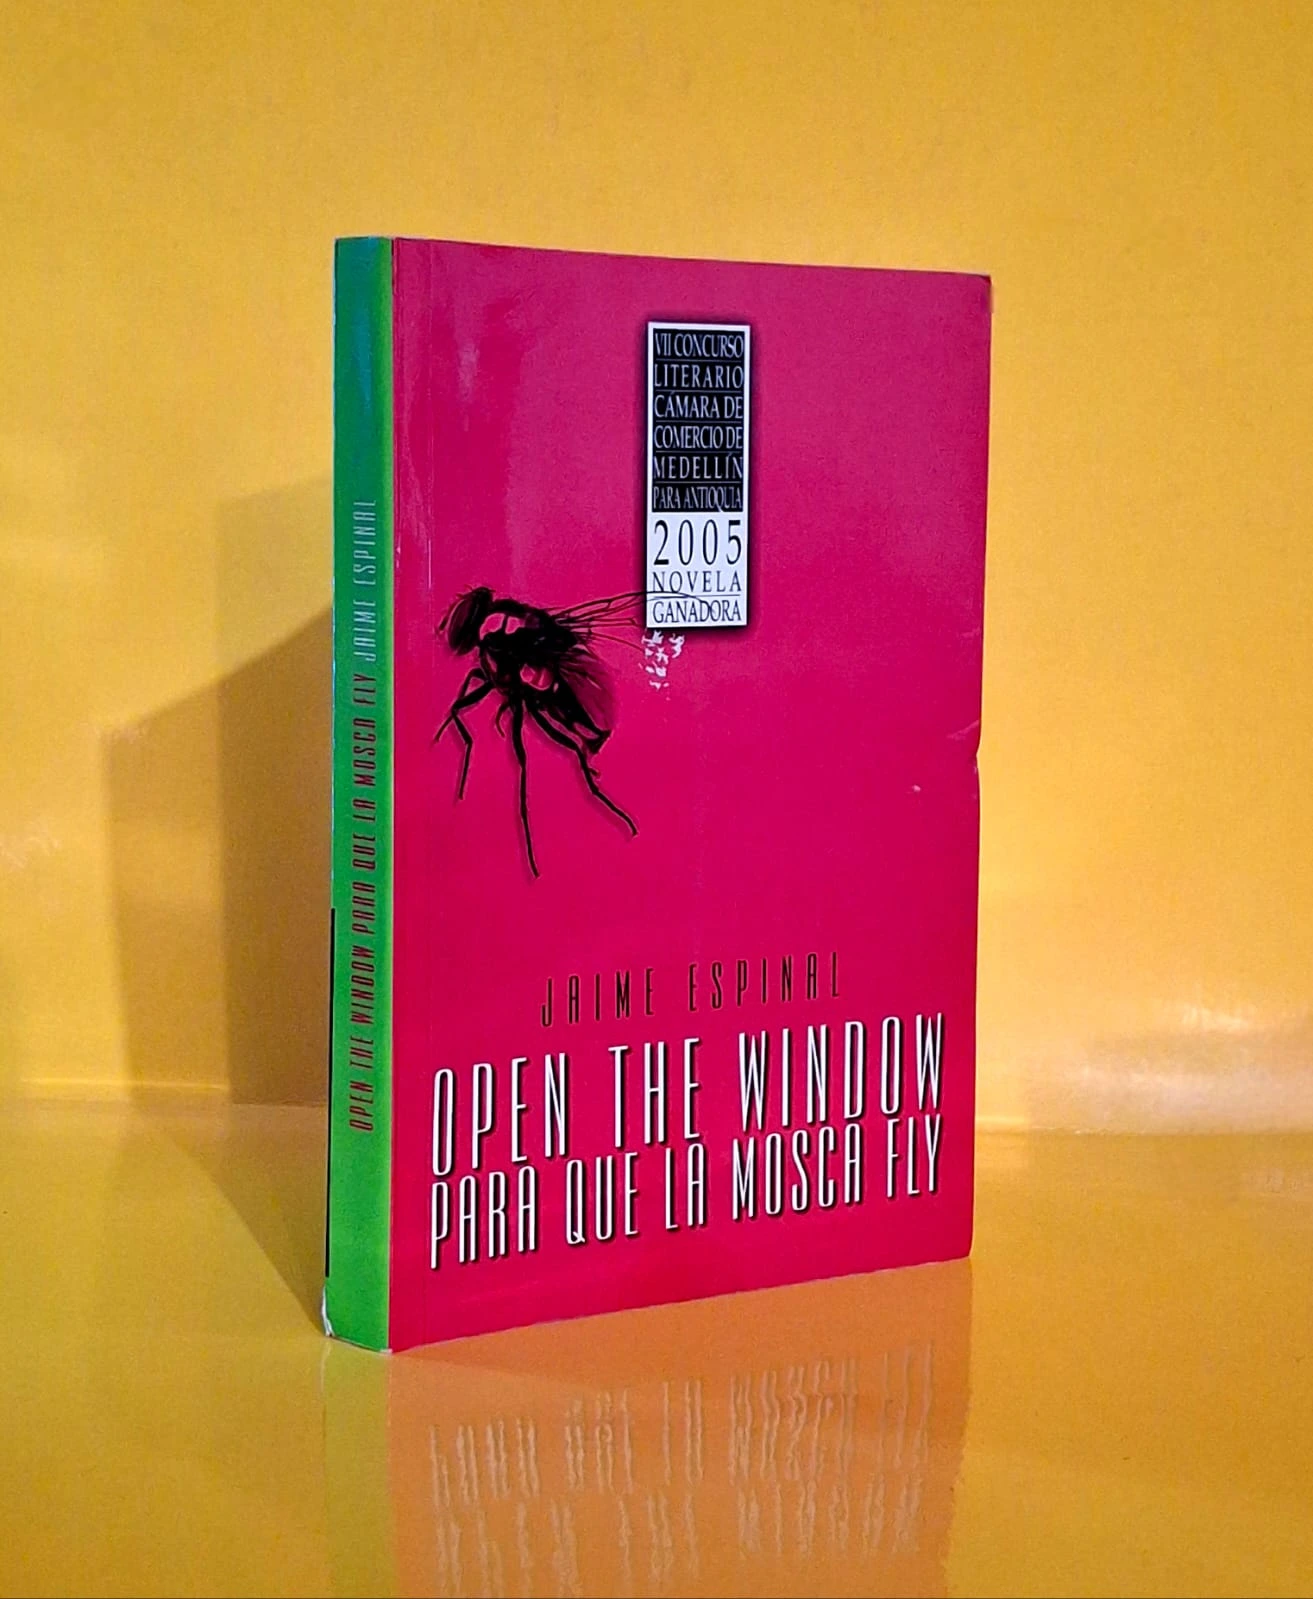 OPEN THE WINDOW PARA QUE LA MOSCA FLY JAIME ESPINAL
VII CONCURSO
LITERARIO
CÁMARA DE
COMERCIO DE
MEDELLÍN
PARA ANTIOQUIA
2005
NOVELA
GANADORA
JAIME ESPINAL
OPEN THE WINDOW
PARA QUE LA MOSCA FLY